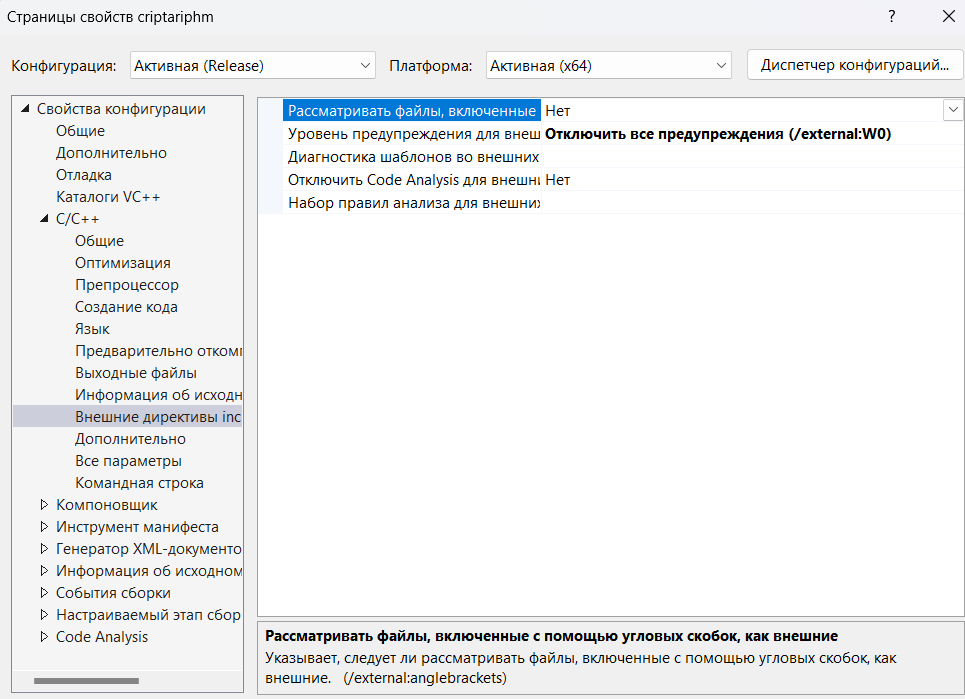 Страницы свойств criptariphm
?
Конфигурация: Активная (Release) Платформа: Активная (x64) Диспетчер конфигураций...
Свойства конфигурации
Общие
Дополнительно
Отладка
Каталоги VC++
C/C++
Общие
Оптимизация
Препроцессор
Создание кода
Язык
Предварительно откомп
Выходные файлы
Информация об исходн
Внешние директивы inc
Дополнительно
Все параметры
Командная строка
Компоновщик
Инструмент манифеста
Генератор XML-документо
Информация об исходном
События сборки
Настраиваемый этап сбор
Code Analysis
Рассматривать файлы, включенные Нет
Уровень предупреждения для внеш Отключить все предупреждения (/external:W0)
Диагностика шаблонов во внешних
Отключить Code Analysis для внешни Нет
Набор правил анализа для внешних
Рассматривать файлы, включенные с помощью угловых скобок, как внешние
Указывает, следует ли рассматривать файлы, включенные с помощью угловых скобок, как
внешние. (/external:anglebrackets)